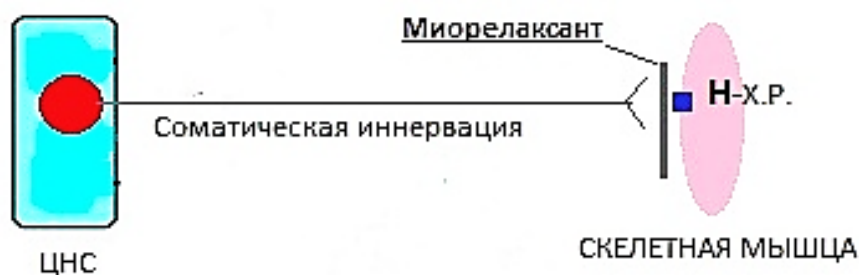 Миорелаксант
Н-Х.Р.
Соматическая иннервация
ЦНС
СКЕЛЕТНАЯ МЫШЦА